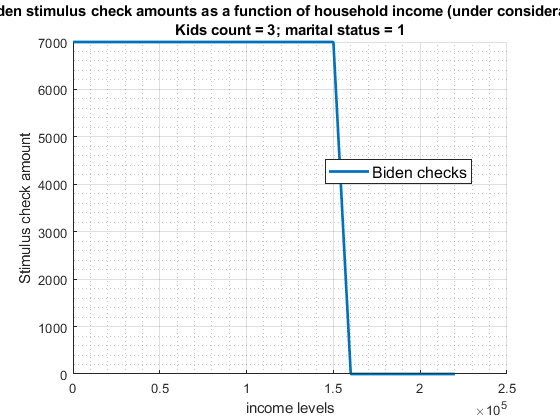 den stimulus check amounts as a function of household income (under considera
Kids count = 3; marital status = 1
7000
6000
5000
4000
3000
2000
1000
0
Stimulus check amount
Biden checks
0 0.5 1 1.5 2 2.5
×10^5
income levels